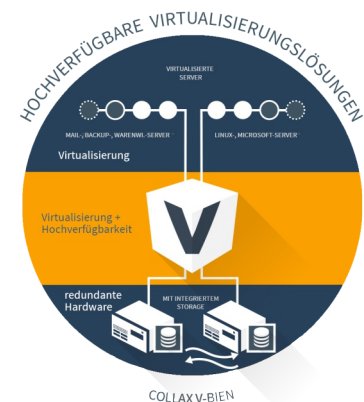 HOCHVERFÜGBARE VIRTUALISIERUNGSLÖSUNGEN
VIRTUALISIERTE
SERVER
MAIL-, BACKUP-, WARENWI.-SERVER
LINUX-, MICROSOFT-SERVER
Virtualisierung
Virtualisierung +
Hochverfügbarkeit
V
redundante
Hardware
MIT INTEGRIERTEM
STORAGE
COLLAX V-BIEN